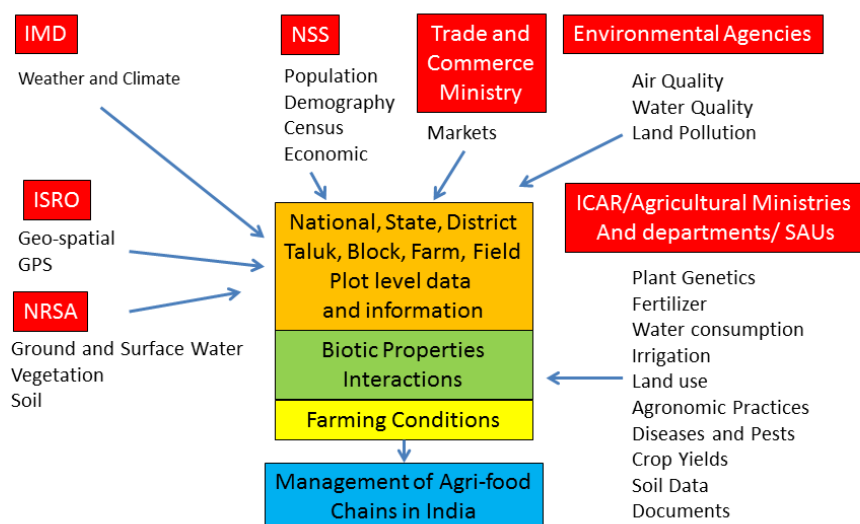 IMD
Weather and Climate
NSS
Population
Demography
Census
Economic
Trade and
Commerce
Ministry
Markets
Environmental Agencies
Air Quality
Water Quality
Land Pollution
ISRO
Geo-spatial
GPS
NRSA
Ground and Surface Water
Vegetation
Soil
National, State, District
Taluk, Block, Farm, Field
Plot level data
and information
Biotic Properties
Interactions
Farming Conditions
Management of Agri-food
Chains in India
ICAR/Agricultural Ministries
And departments/ SAUs
Plant Genetics
Fertilizer
Water consumption
Irrigation
Land use
Agronomic Practices
Diseases and Pests
Crop Yields
Soil Data
Documents